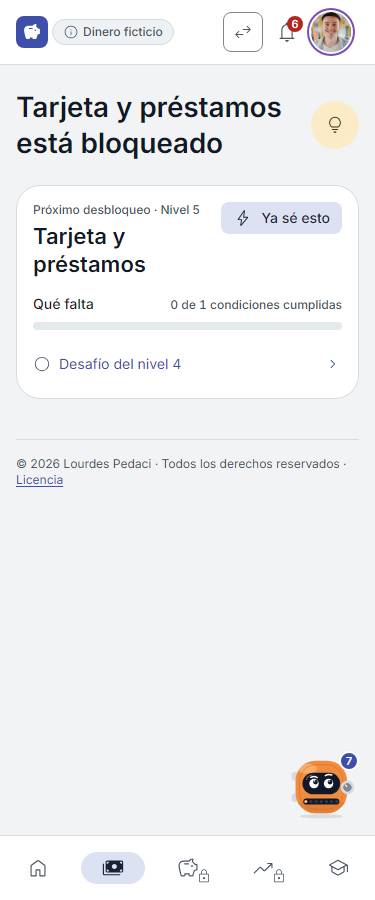 Dinero ficticio
6
Tarjeta y préstamos
está bloqueado
Próximo desbloqueo · Nivel 5
Ya sé esto
Tarjeta y
préstamos
Qué falta
0 de 1 condiciones cumplidas
Desafío del nivel 4
© 2026 Lourdes Pedaci · Todos los derechos reservados ·
Licencia
7